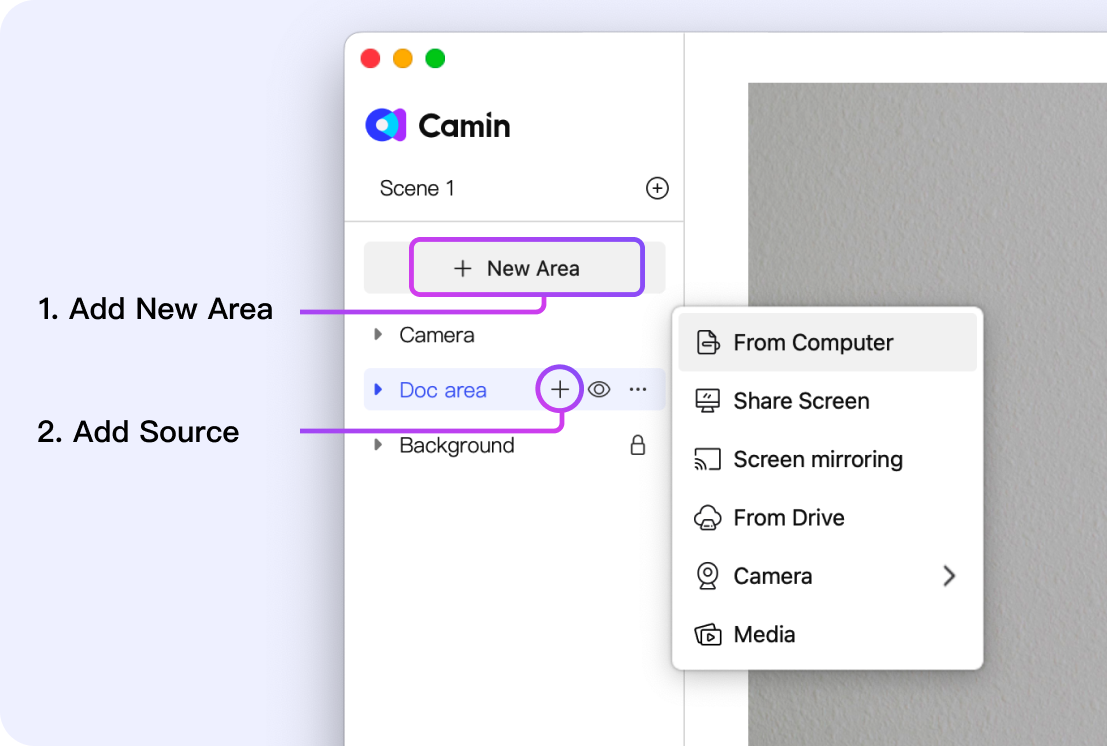 Camin
Scene 1
New Area
1. Add New Area
Camera
Doc area
2. Add Source
Background
From Computer
Share Screen
Screen mirroring
From Drive
Camera
Media